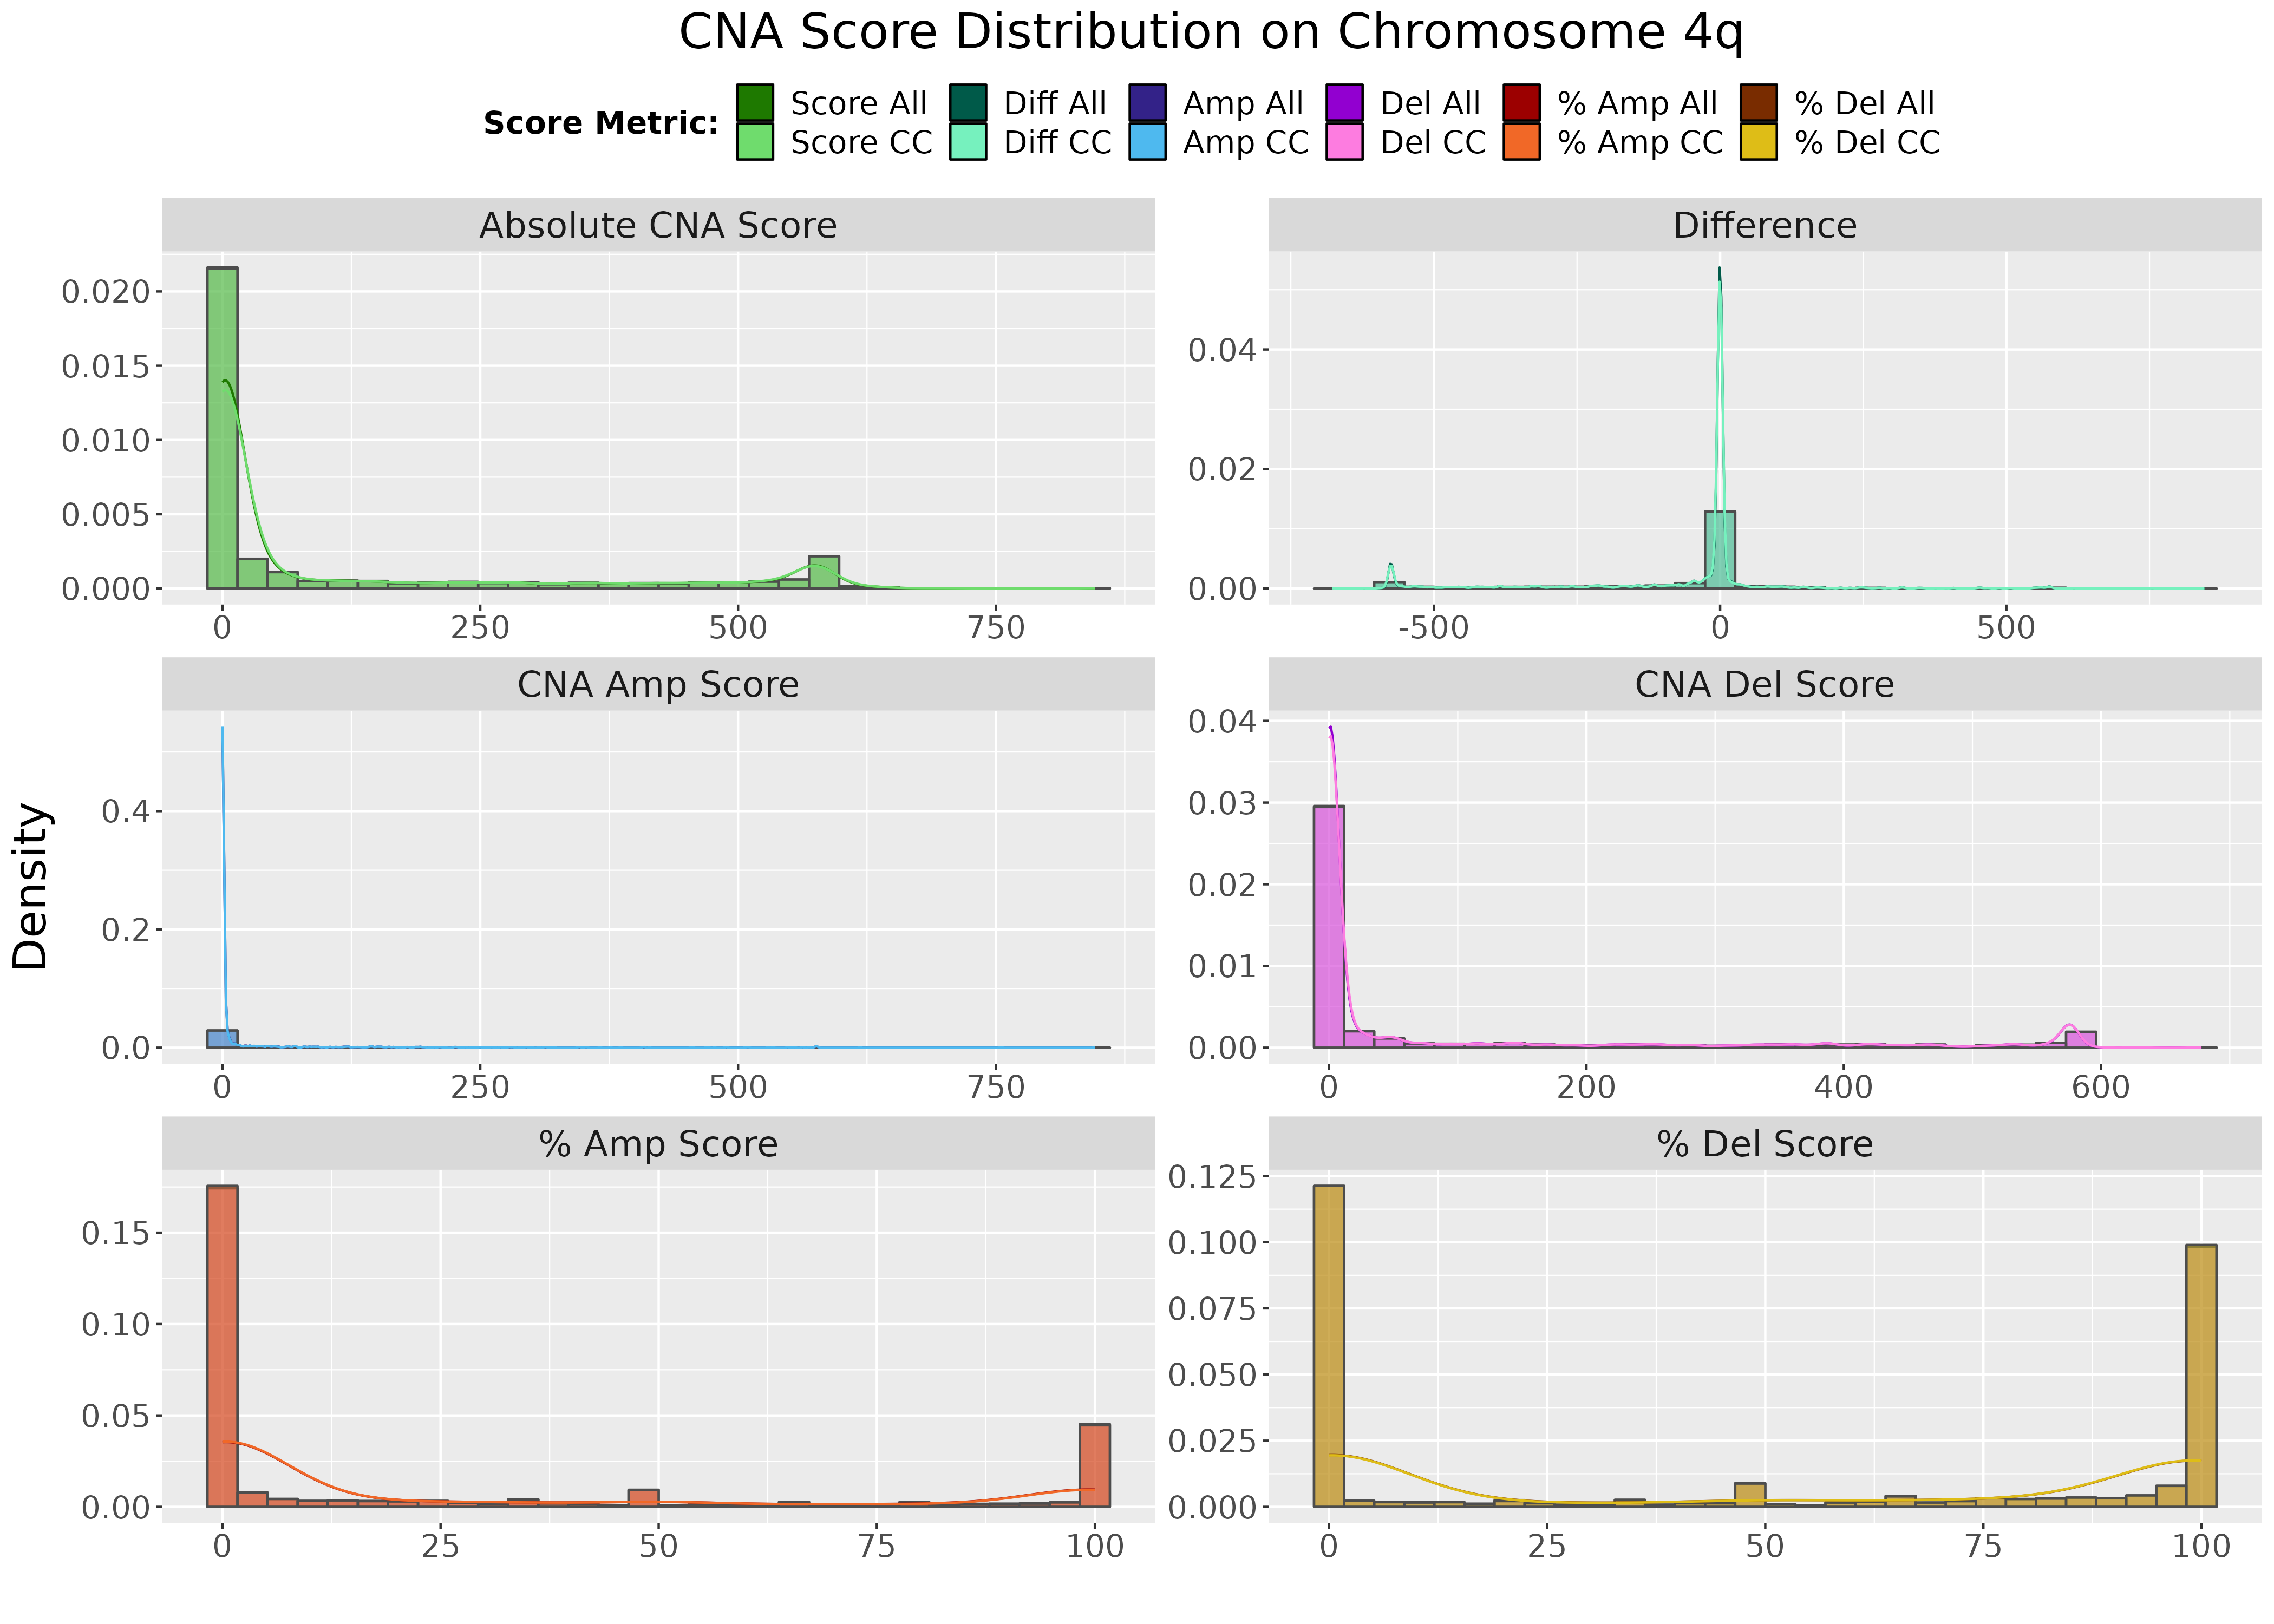 CNA Score Distribution on Chromosome 4q
Score Metric:
Score All Diff All Amp All Del All % Amp All % Del All
Score CC Diff CC Amp CC Del CC % Amp CC % Del CC
Absolute CNA Score
0.020
0.015
0.010
0.005
0.000
0 250 500 750
Difference
0.04
0.02
0.00
-500 0 500
Density
CNA Amp Score
0.4
0.2
0.0
0 250 500 750
CNA Del Score
0.04
0.03
0.02
0.01
0.00
0 200 400 600
% Amp Score
0.15
0.10
0.05
0.00
0 25 50 75 100
% Del Score
0.125
0.100
0.075
0.050
0.025
0.000
0 25 50 75 100